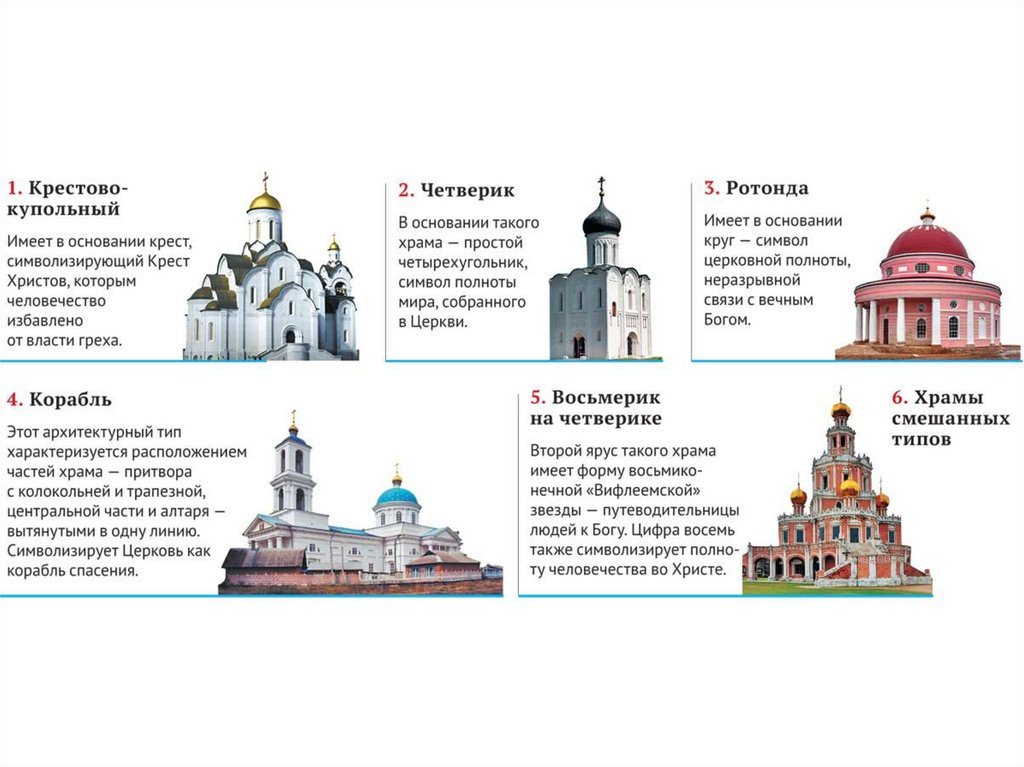 1. Крестово-
купольный
Имеет в основании крест,
символизирующий Крест
Христов, которым
человечество
избавлено
от власти греха.
2. Четверик
В основании такого
храма — простой
четырехугольник,
символ полноты
мира, собранного
в Церкви.
3. Ротонда
Имеет в основании
круг — символ
церковной полноты,
неразрывной
связи с вечным
Богом.
4. Корабль
Этот архитектурный тип
характеризуется расположением
частей храма — притвора
с колокольней и трапезной,
центральной части и алтаря —
вытянутыми в одну линию.
Символизирует Церковь как
корабль спасения.
5. Восьмерик
на четверике
Второй ярус такого храма
имеет форму восьмико-
нечной «Вифлеемской»
звезды — путеводительницы
людей к Богу. Цифра восемь
также символизирует полно-
ту человечества во Христе.
6. Храмы
смешанных
типов